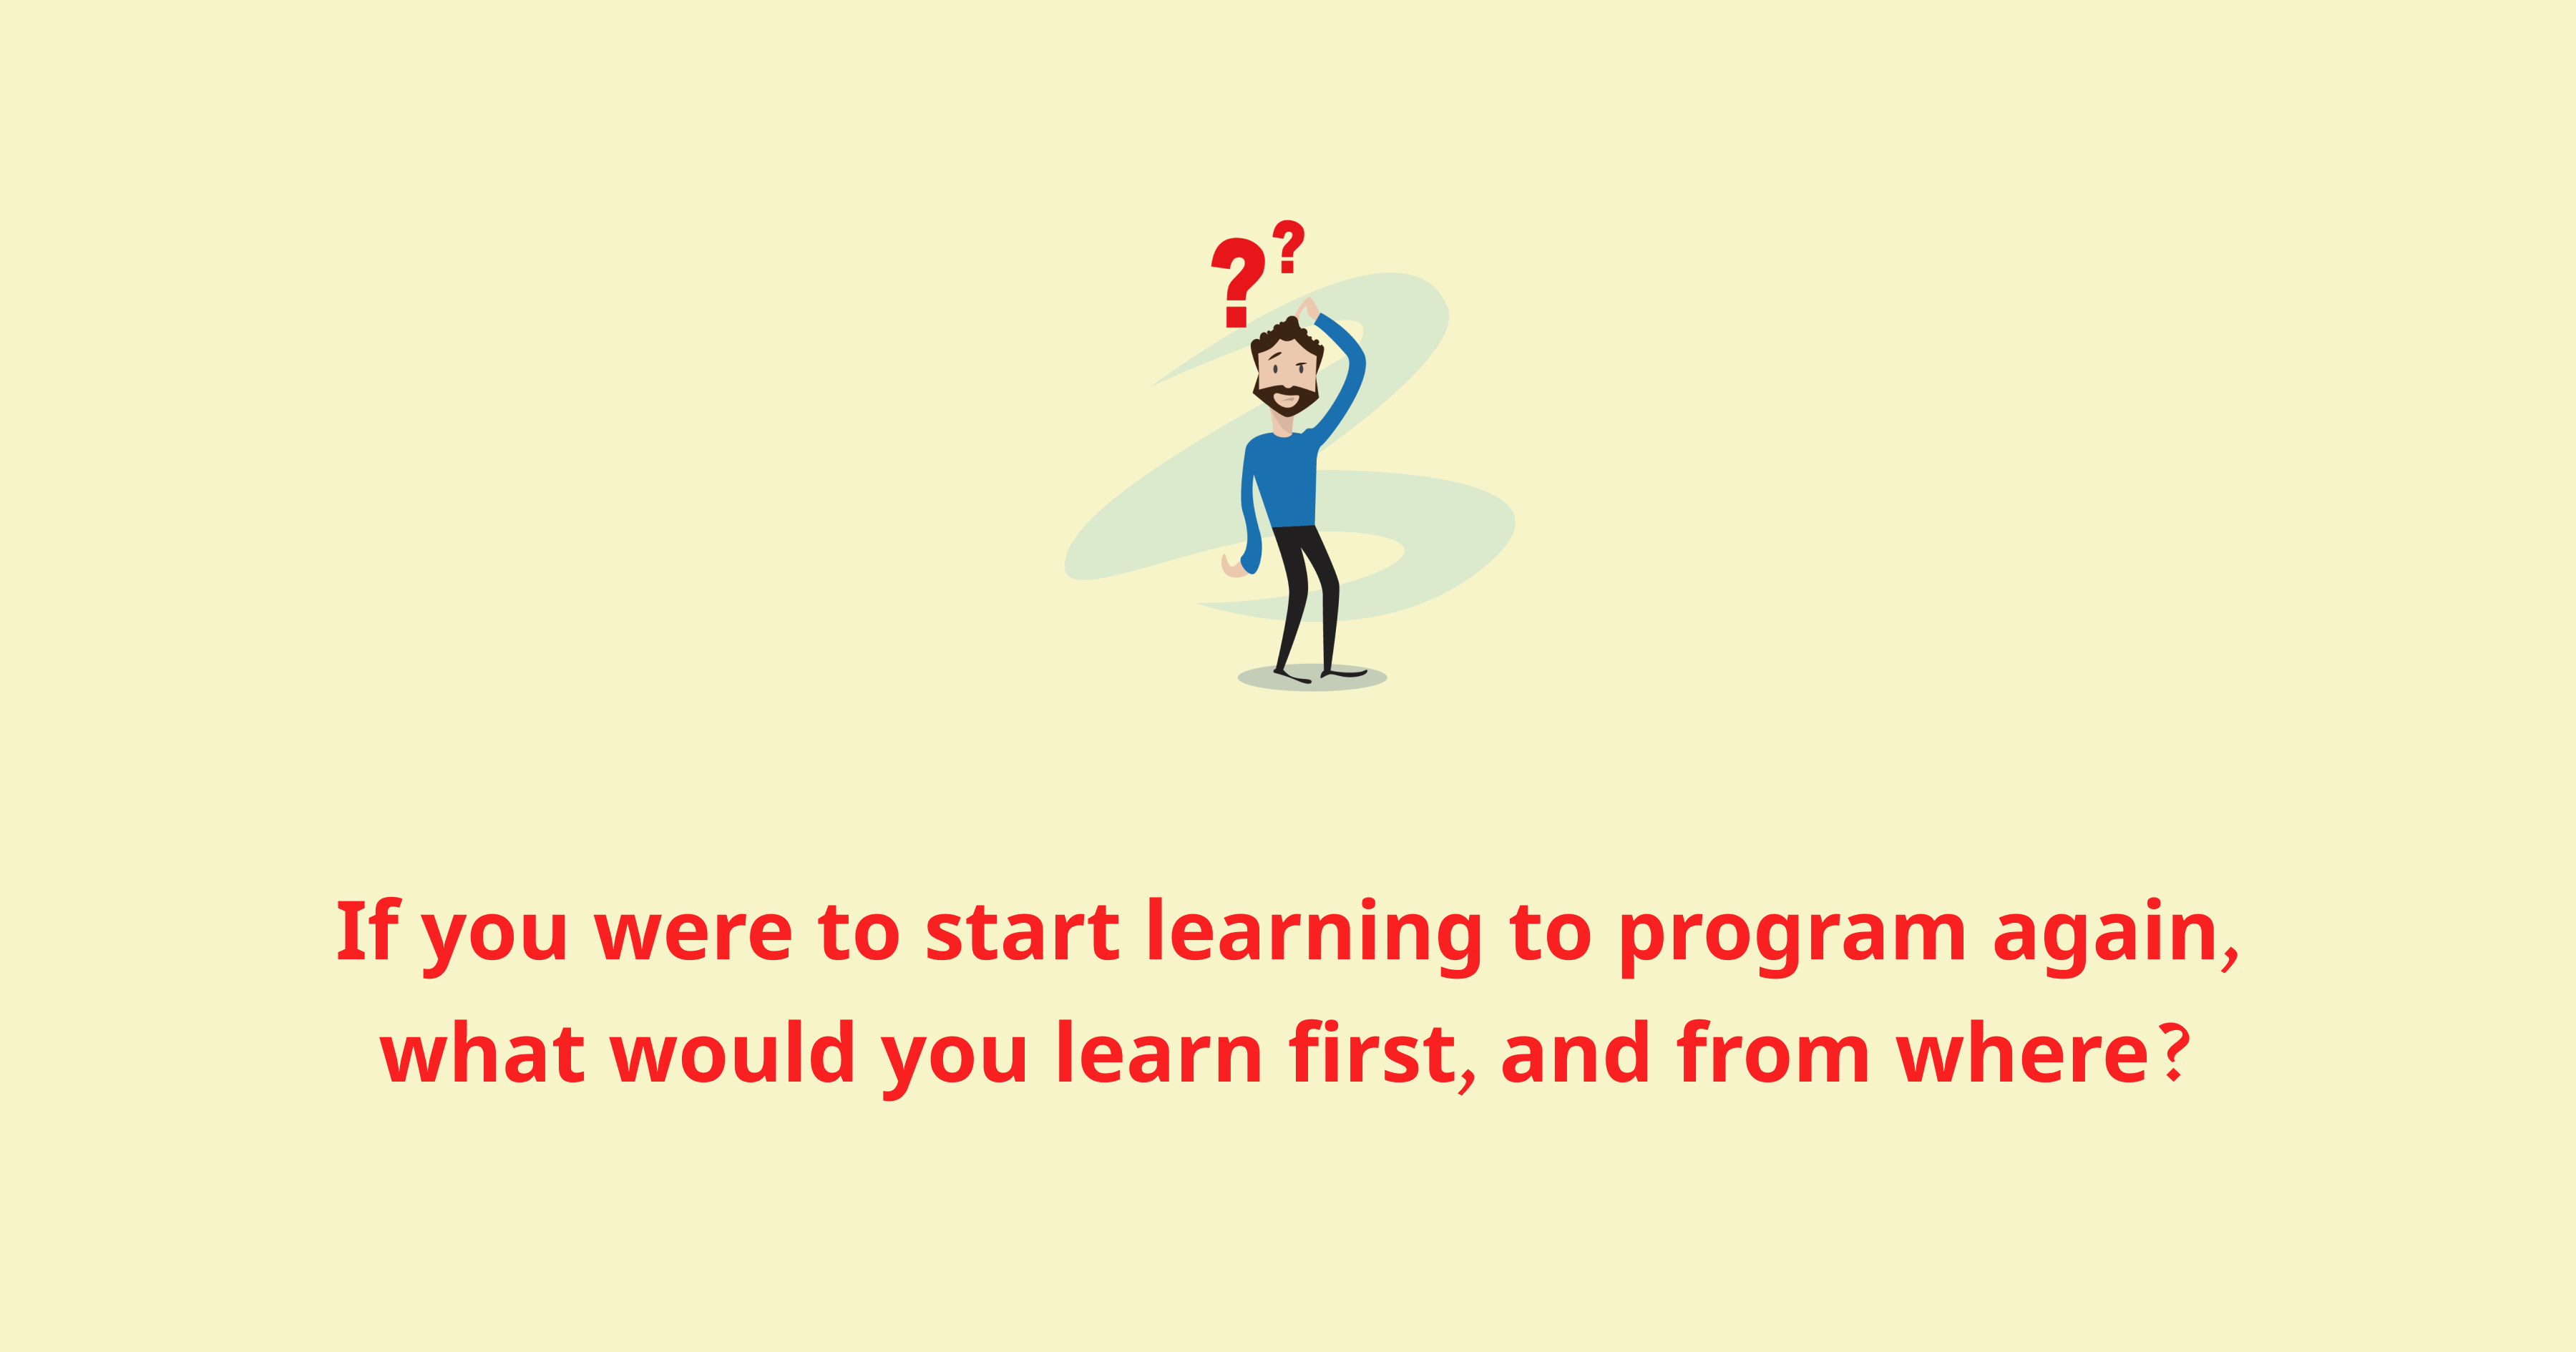 ? ?
If you were to start learning to program again,
what would you learn first, and from where?